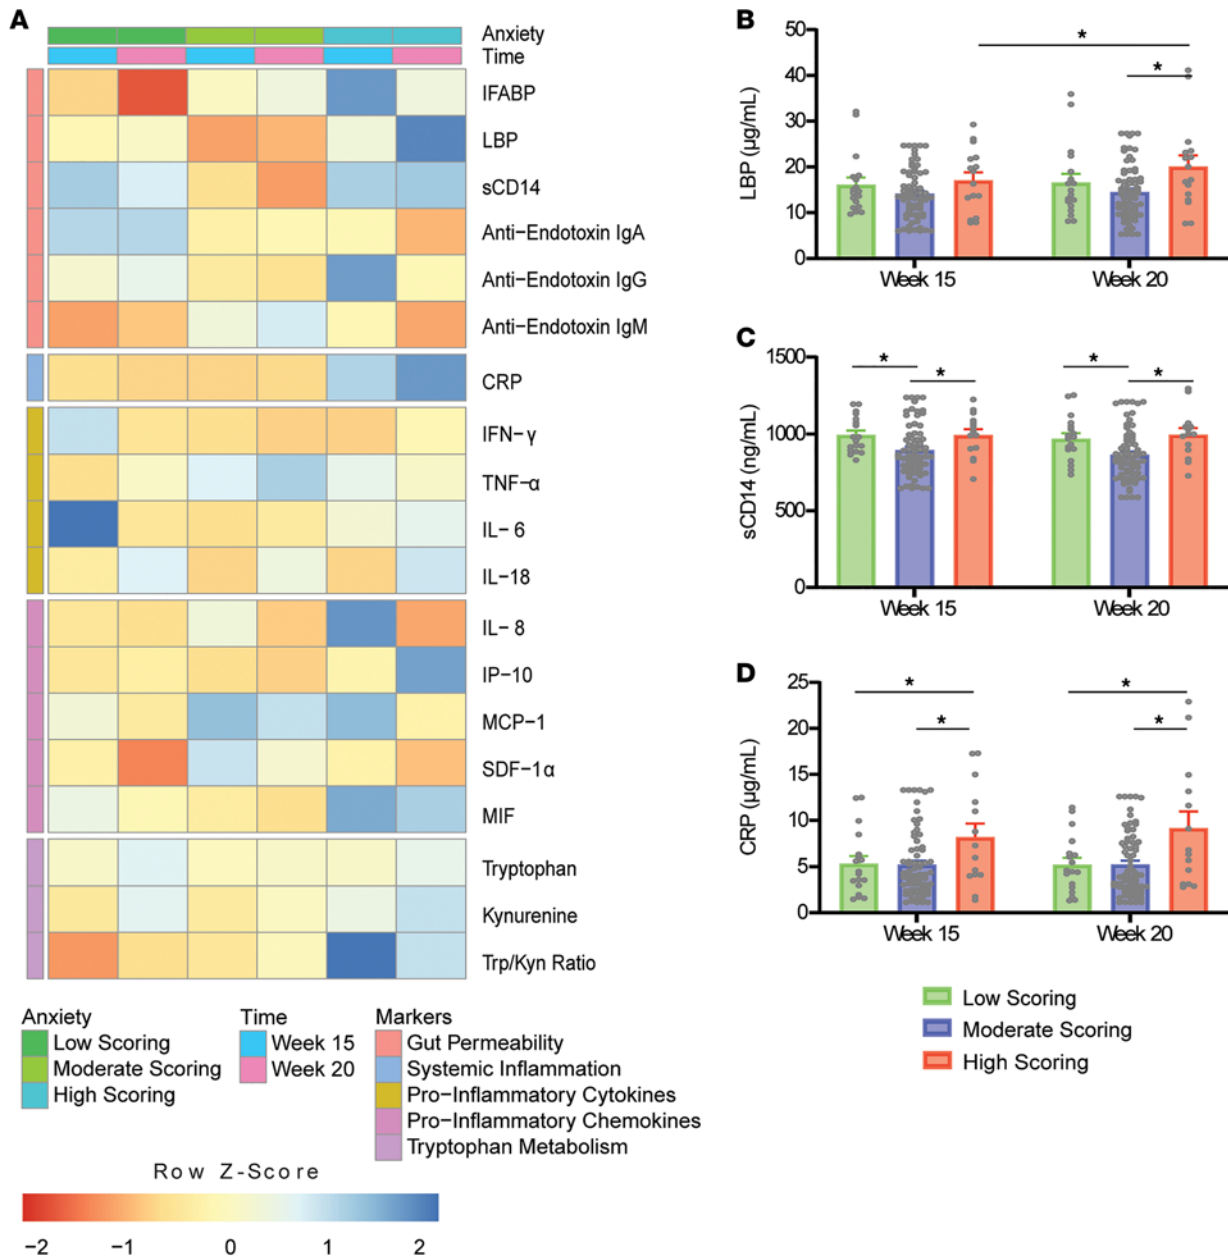 A
Anxiety
Time
IFABP
LBP
sCD14
Anti-Endotoxin IgA
Anti-Endotoxin IgG
Anti-Endotoxin IgM
CRP
IFN-γ
TNF-α
IL-6
IL-18
IL-8
IP-10
MCP-1
SDF-1α
MIF
Tryptophan
Kynurenine
Trp/Kyn Ratio
Anxiety
Low Scoring
Moderate Scoring
High Scoring
Time
Week 15
Week 20
Markers
Gut Permeability
Systemic Inflammation
Pro-Inflammatory Cytokines
Pro-Inflammatory Chemokines
Tryptophan Metabolism
Row Z-Score
-2 -1 0 1 2
B
LBP (µg/mL)
50
40
30
20
10
0
*
*
Week 15 Week 20
C
sCD14 (ng/mL)
1500
1000
500
0
* * * *
Week 15 Week 20
D
CRP (µg/mL)
25
20
15
10
5
0
* * * *
Week 15 Week 20
Low Scoring
Moderate Scoring
High Scoring